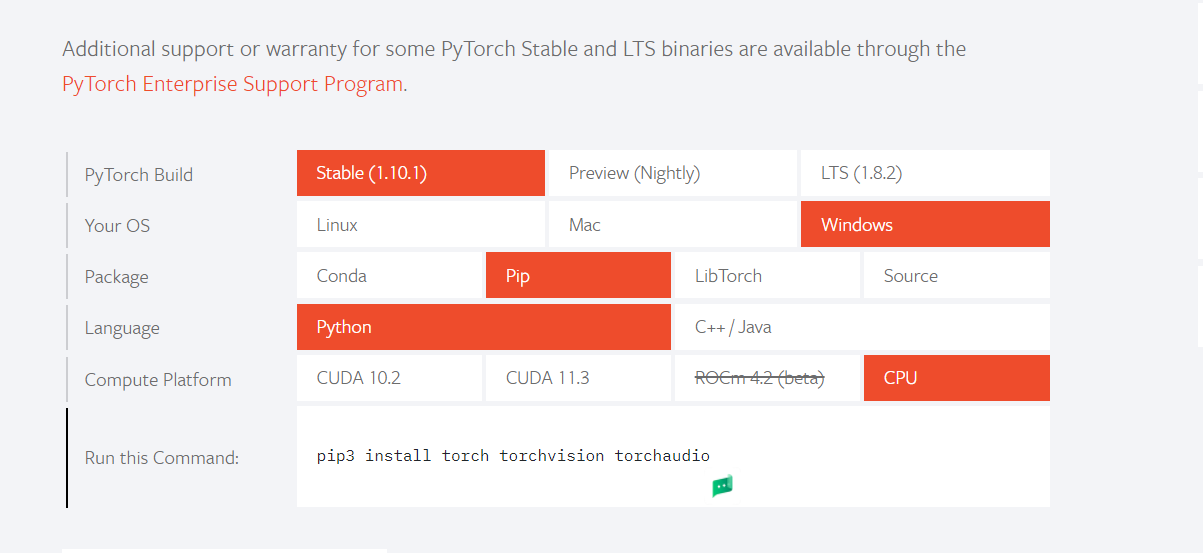 Additional support or warranty for some PyTorch Stable and LTS binaries are available through the
PyTorch Enterprise Support Program.
PyTorch Build Stable (1.10.1) Preview (Nightly) LTS (1.8.2)
Your OS Linux Mac Windows
Package Conda Pip LibTorch Source
Language Python C++ / Java
Compute Platform CUDA 10.2 CUDA 11.3 ROCm 4.2 (beta) CPU
Run this Command: pip3 install torch torchvision torchaudio